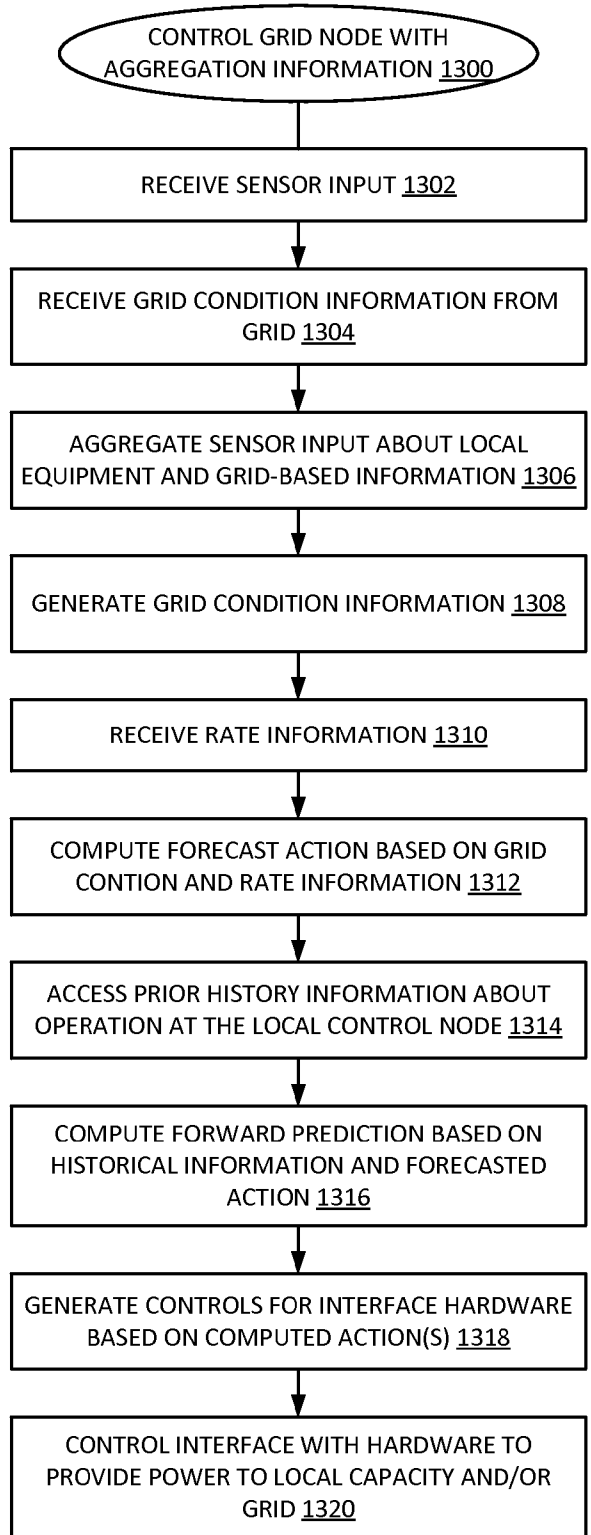 CONTROL GRID NODE WITH
AGGREGATION INFORMATION 1300
RECEIVE SENSOR INPUT 1302
RECEIVE GRID CONDITION INFORMATION FROM
GRID 1304
AGGREGATE SENSOR INPUT ABOUT LOCAL
EQUIPMENT AND GRID-BASED INFORMATION 1306
GENERATE GRID CONDITION INFORMATION 1308
RECEIVE RATE INFORMATION 1310
COMPUTE FORECAST ACTION BASED ON GRID
CONTION AND RATE INFORMATION 1312
ACCESS PRIOR HISTORY INFORMATION ABOUT
OPERATION AT THE LOCAL CONTROL NODE 1314
COMPUTE FORWARD PREDICTION BASED ON
HISTORICAL INFORMATION AND FORECASTED
ACTION 1316
GENERATE CONTROLS FOR INTERFACE HARDWARE
BASED ON COMPUTED ACTION(S) 1318
CONTROL INTERFACE WITH HARDWARE TO
PROVIDE POWER TO LOCAL CAPACITY AND/OR
GRID 1320